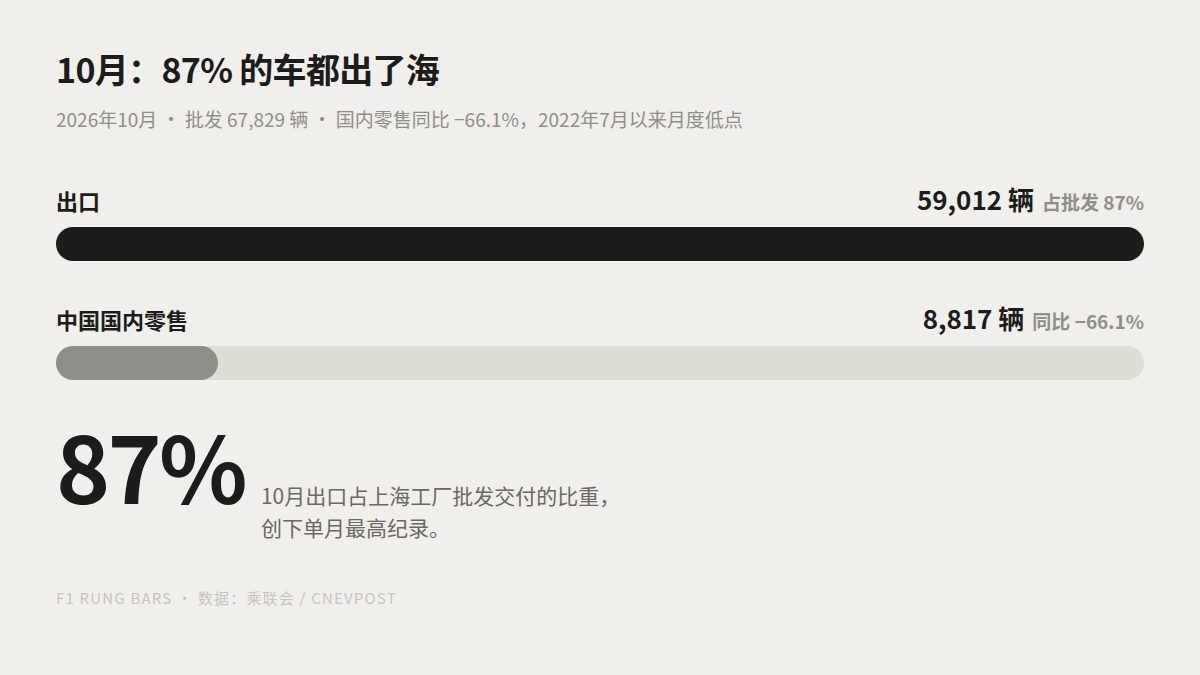 10月：87% 的车都出了海
2026年10月 · 批发 67,829 辆 · 国内零售同比 −66.1%，2022年7月以来月度低点
出口 59,012 辆 占批发 87%
中国国内零售 8,817 辆 同比 −66.1%
87% 10月出口占上海工厂批发交付的比重，
创下单月最高纪录。
F1 RUNG BARS · 数据：乘联会 / CNEVPOST